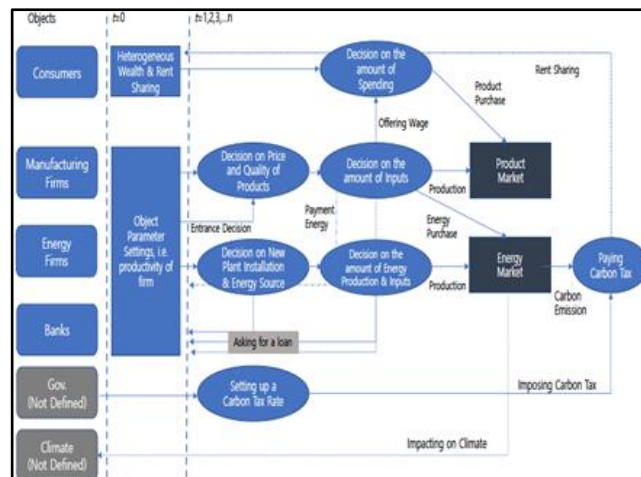 Objects
t=0
t=1,2,3,...n
Consumers
Heterogeneous
Wealth & Rent
Sharing
Decision on the
amount of
Spending
Rent Sharing
Product
Purchase
Offering Wage
Manufacturing
Firms
Decision on Price
and Quality of
Products
Decision on the
amount of Inputs
Production
Product
Market
Object
Parameter
Settings, i.e.
productivity of
firm
Entrance Decision
Payment
Energy
Energy
Purchase
Energy
Firms
Decision on New
Plant Installation
& Energy Source
Decision on the
amount of Energy
Production & Inputs
Production
Energy
Market
Carbon
Emission
Paying
Carbon Tax
Banks
Asking for a loan
Gov.
(Not Defined)
Setting up a
Carbon Tax Rate
Imposing Carbon Tax
Climate
(Not Defined)
Impacting on Climate